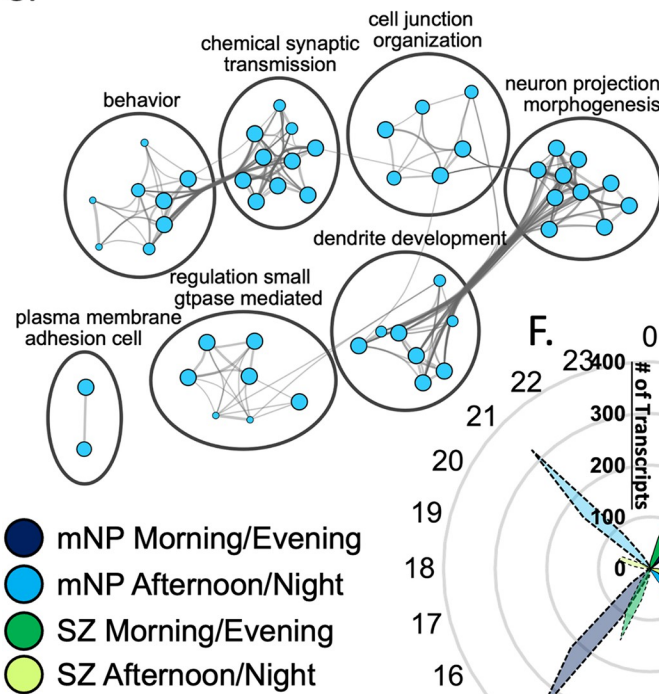 cell junction
organization
chemical synaptic
transmission
neuron projection
morphogenesis
behavior
dendrite development
regulation small
gtpase mediated
plasma membrane
adhesion cell
F.
0
23
22
21
20
19
18
17
16
400
300
200
100
0
# of Transcripts
mNP Morning/Evening
mNP Afternoon/Night
SZ Morning/Evening
SZ Afternoon/Night